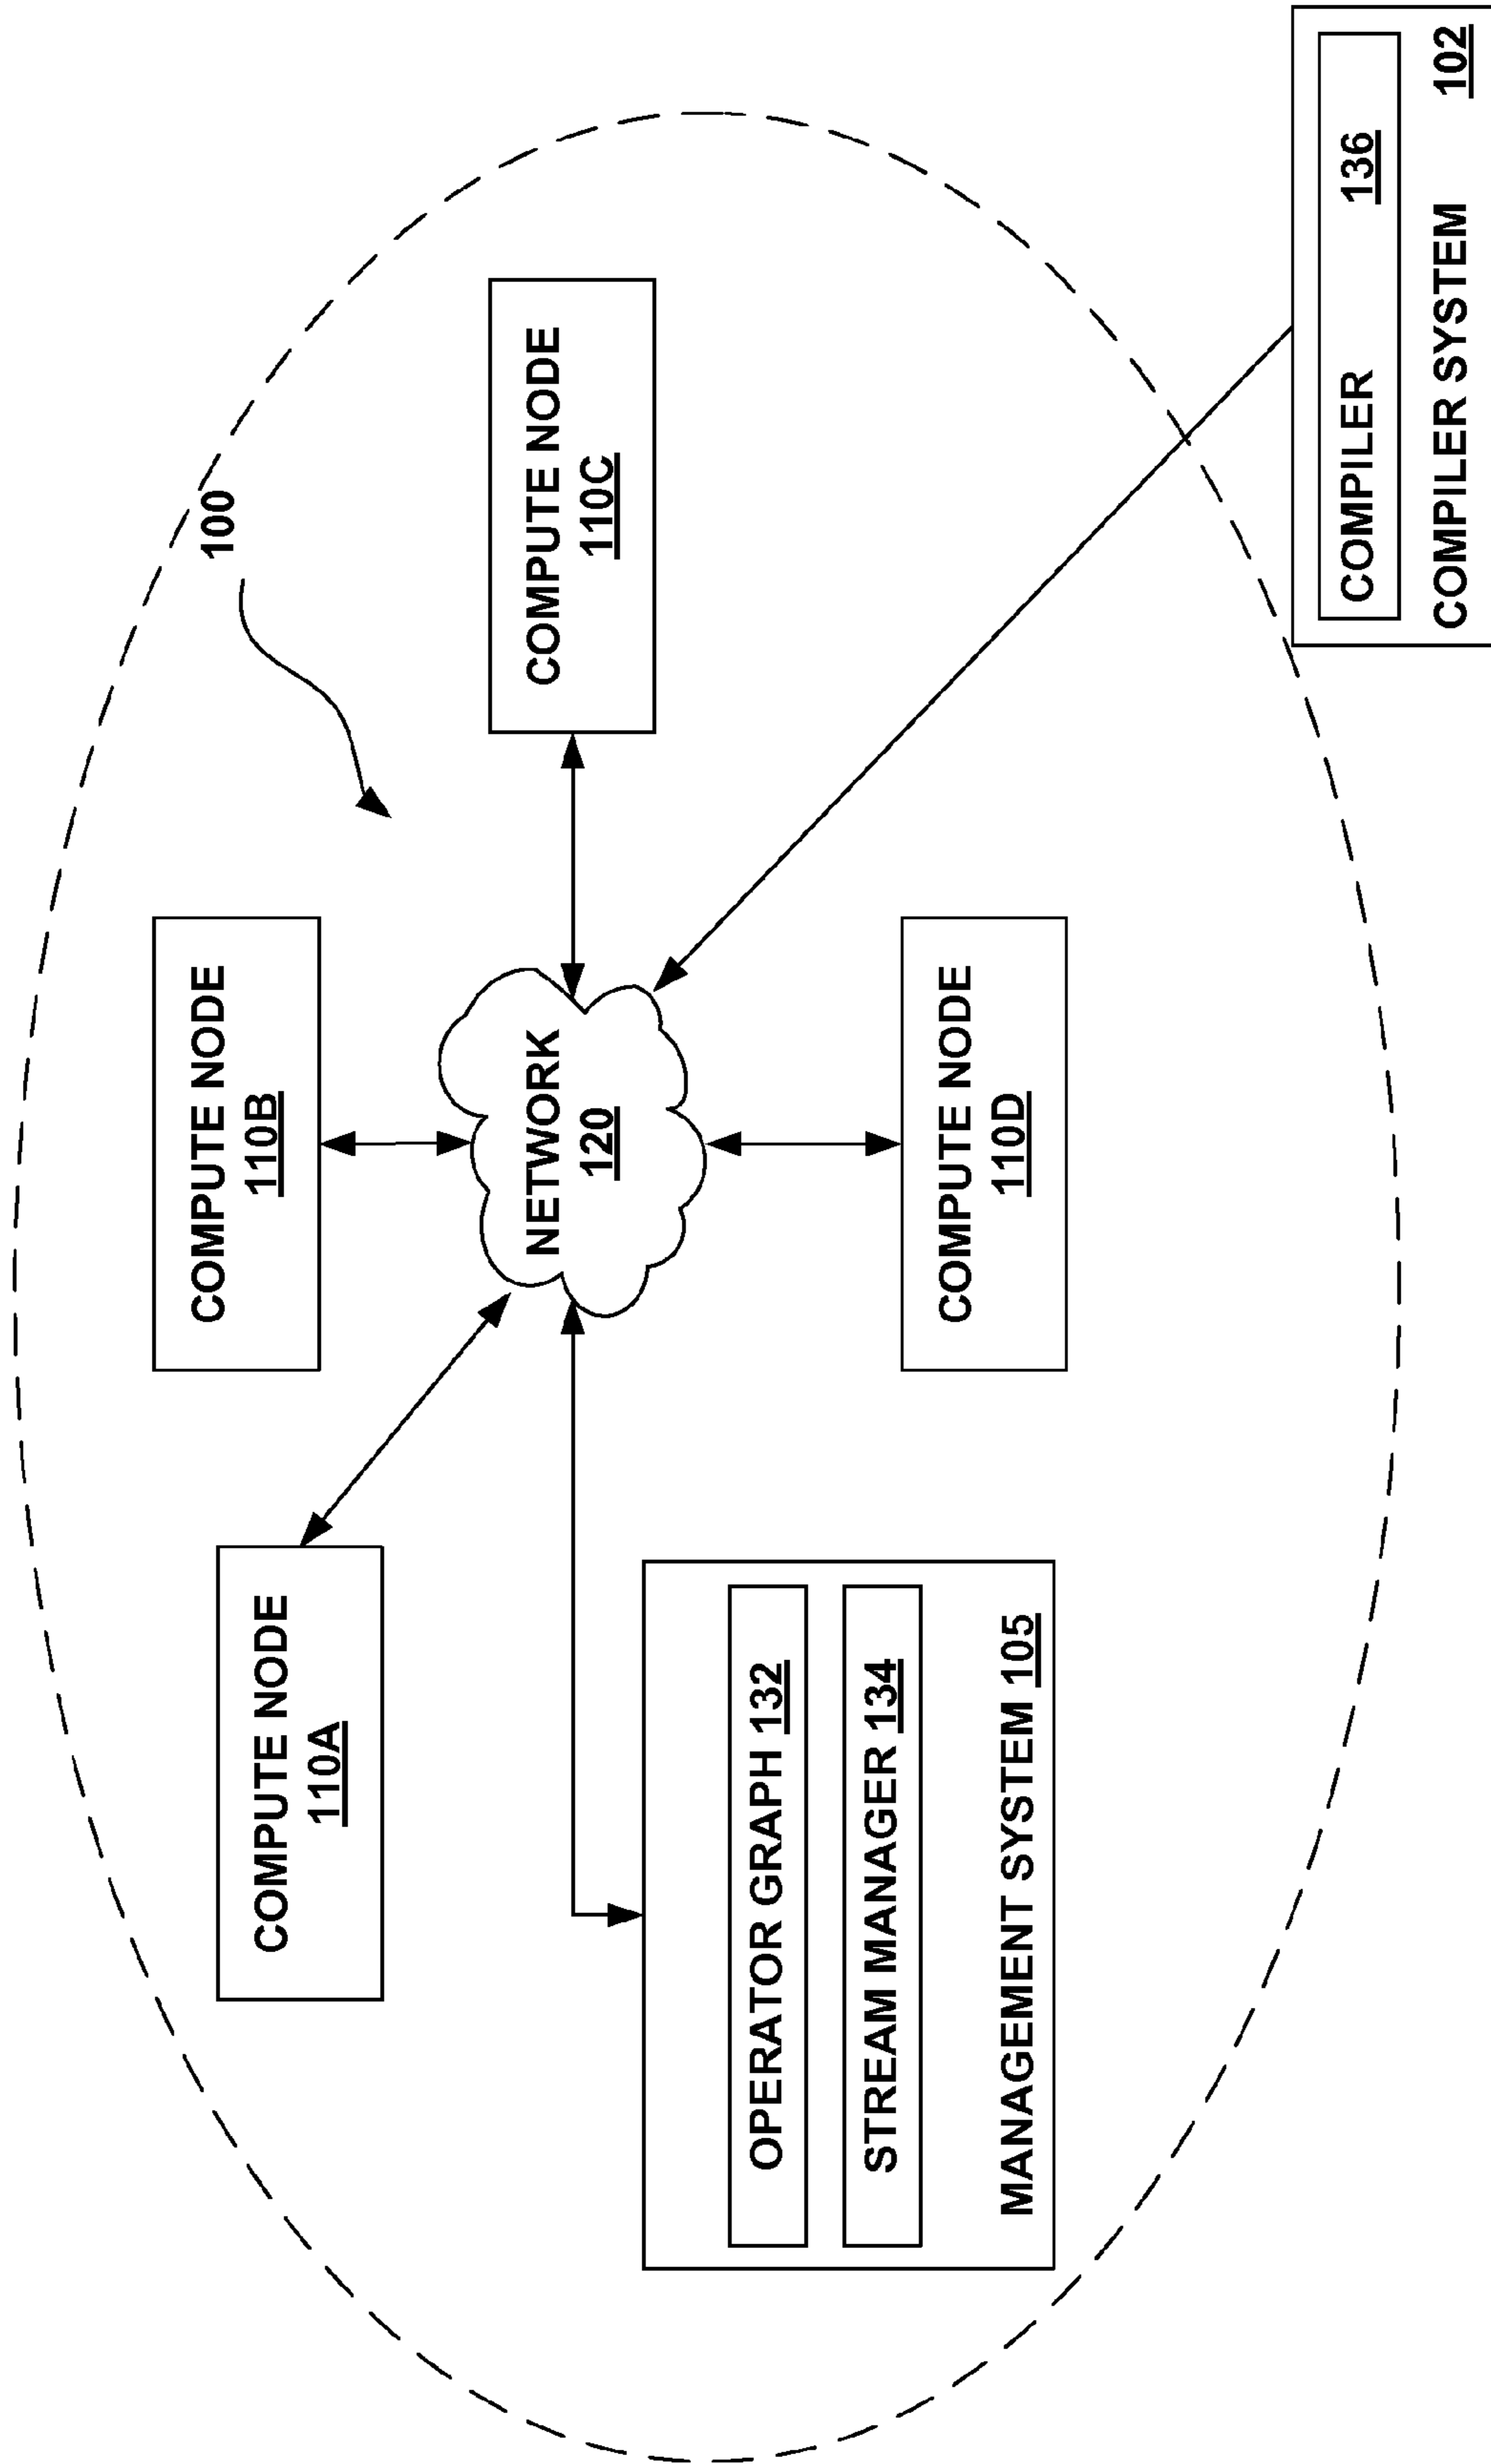 100
COMPUTE NODE
110B
COMPUTE NODE
110A
COMPUTE NODE
110C
NETWORK
120
OPERATOR GRAPH 132
STREAM MANAGER 134
MANAGEMENT SYSTEM 105
COMPUTE NODE
110D
COMPILER 136
COMPILER SYSTEM 102